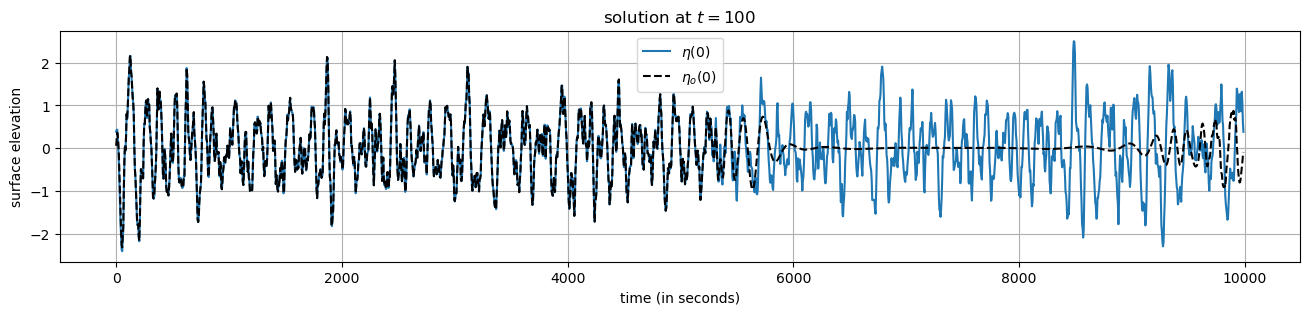 solution at t = 100
η(0)
ηₒ(0)
surface elevation
2
1
0
−1
−2
0
2000
4000
6000
8000
10000
time (in seconds)